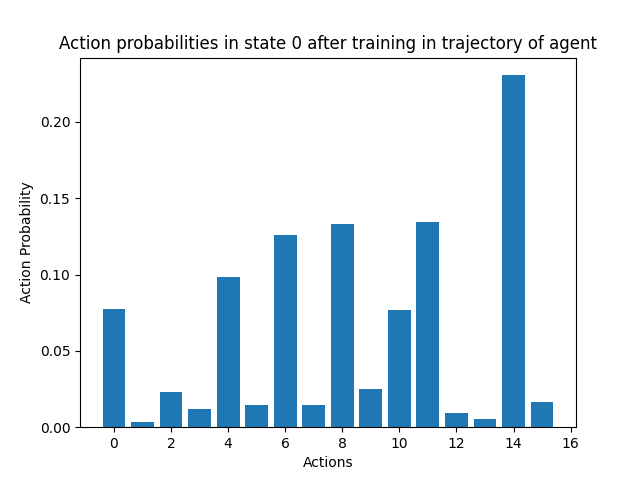 Action probabilities in state 0 after training in trajectory of agent
0.20
0.15
0.10
0.05
0.00
Action Probability
0 2 4 6 8 10 12 14 16
Actions